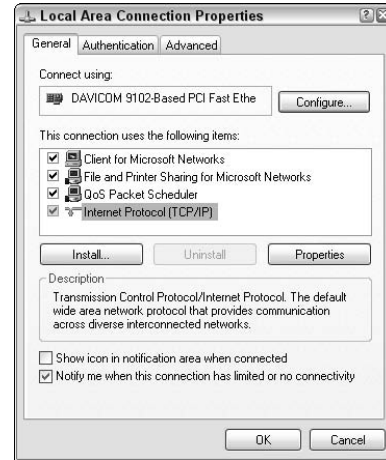 Local Area Connection Properties
General Authentication Advanced
Connect using:
DAVICOM 9102-Based PCI Fast Ethe
Configure...
This connection uses the following items:
Client for Microsoft Networks
File and Printer Sharing for Microsoft Networks
QoS Packet Scheduler
Internet Protocol (TCP/IP)
Install... Uninstall Properties
Description
Transmission Control Protocol/Internet Protocol. The default
wide area network protocol that provides communication
across diverse interconnected networks.
Show icon in notification area when connected
Notify me when this connection has limited or no connectivity
OK Cancel